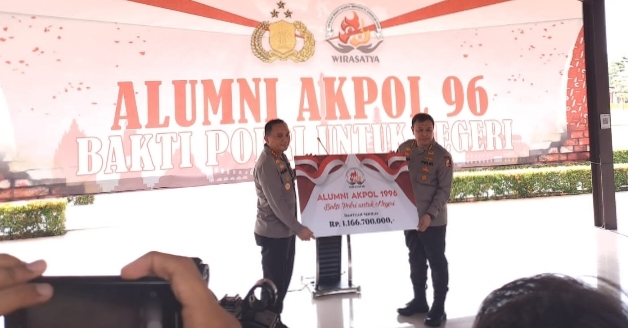 WIRASATYA
ALUMNI AKPOL 96
BAKTI POLRI UNTUK NEGERI
ALUMNI AKPOL 1996
Bakti Polri untuk Negeri
Rp. 1.166.700.000,-